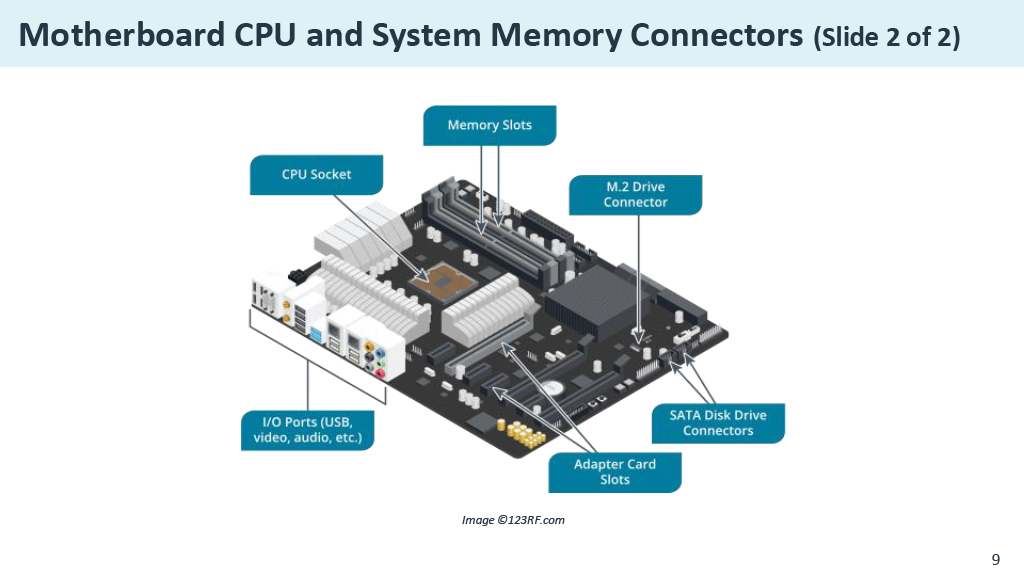 Motherboard CPU and System Memory Connectors (Slide 2 of 2)
Memory Slots
CPU Socket
M.2 Drive
Connector
I/O Ports (USB,
video, audio, etc.)
SATA Disk Drive
Connectors
Adapter Card
Slots
Image ©123RF.com
9